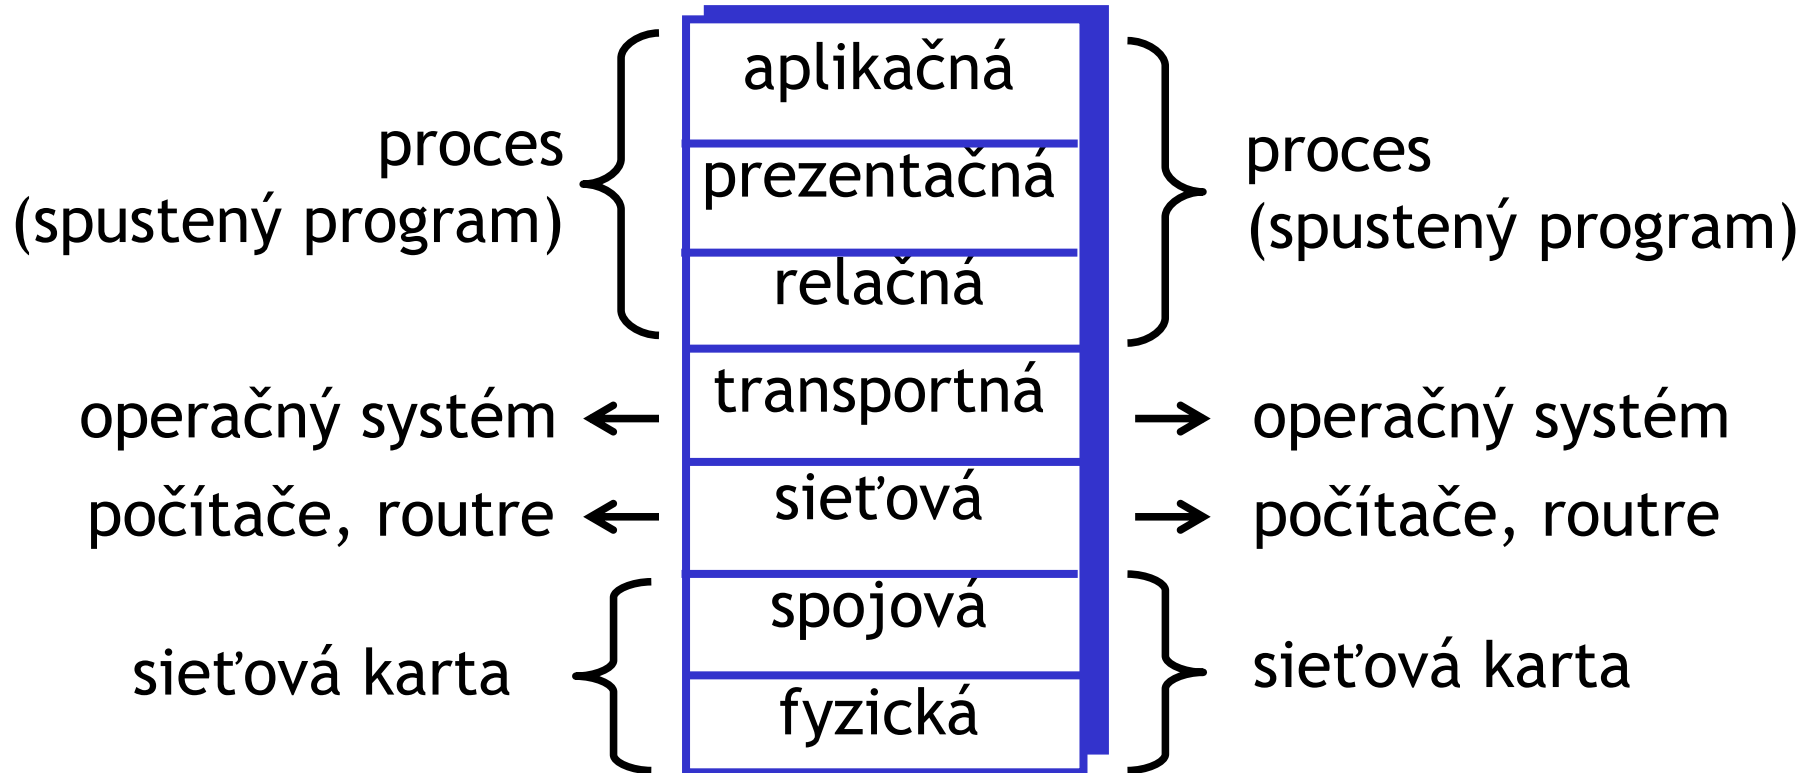 aplikačná
proces
(spustený program)
prezentačná
proces
(spustený program)
relačná
transportná
operačný systém
operačný systém
sieťová
počítače, routre
počítače, routre
spojová
sieťová karta
sieťová karta
fyzická